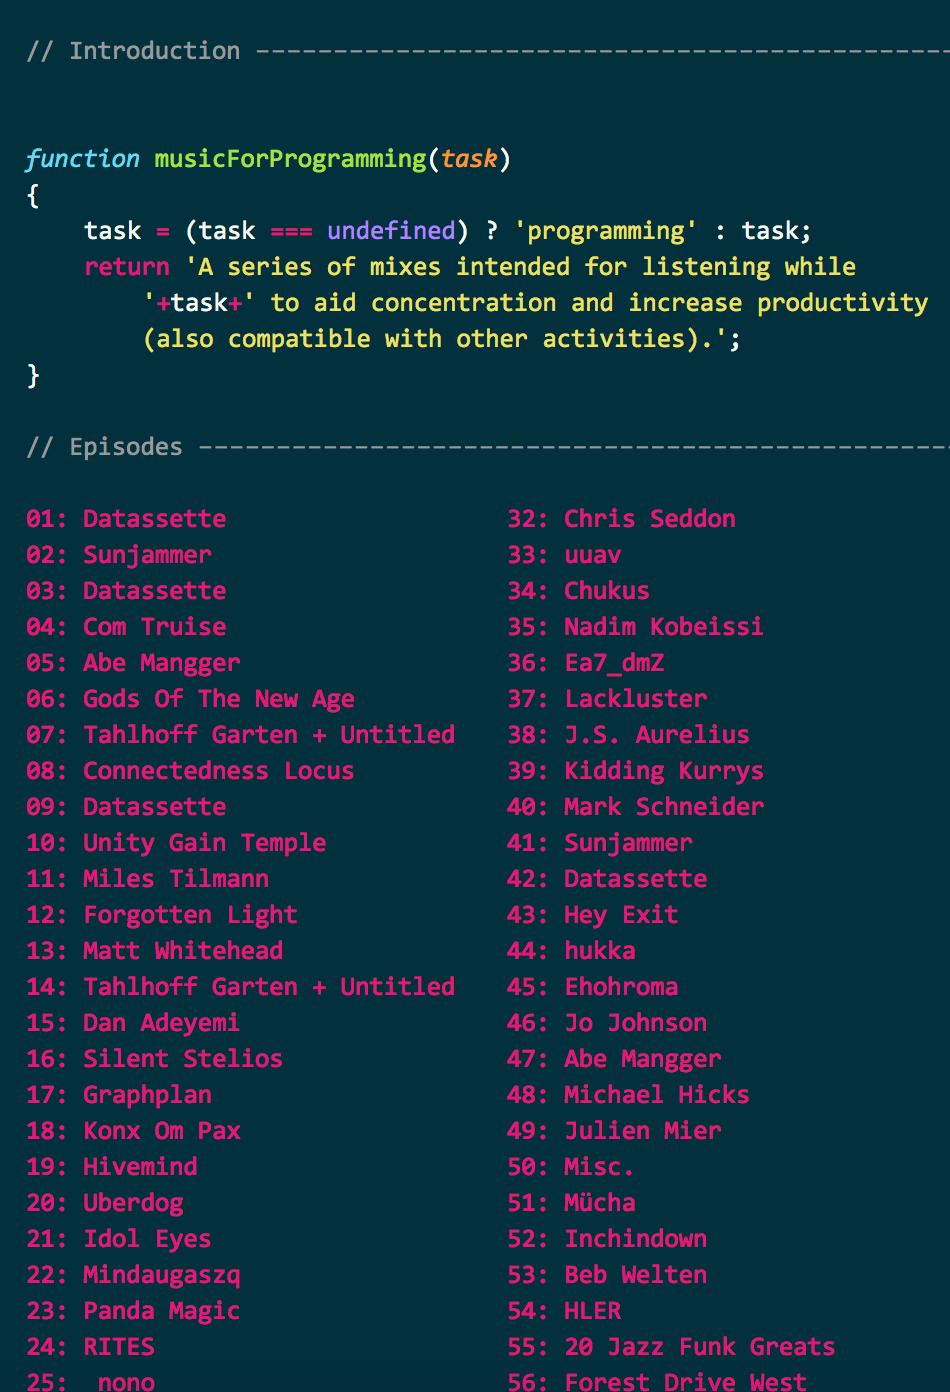 // Introduction ------------------------------------------------
function musicForProgramming(task)
{
task = (task === undefined) ? 'programming' : task;
return 'A series of mixes intended for listening while
'+task+' to aid concentration and increase productivity
(also compatible with other activities).';
}
// Episodes ----------------------------------------------------
01: Datassette
02: Sunjammer
03: Datassette
04: Com Truise
05: Abe Mangger
06: Gods Of The New Age
07: Tahlhoff Garten + Untitled
08: Connectedness Locus
09: Datassette
10: Unity Gain Temple
11: Miles Tilmann
12: Forgotten Light
13: Matt Whitehead
14: Tahlhoff Garten + Untitled
15: Dan Adeyemi
16: Silent Stelios
17: Graphplan
18: Konx Om Pax
19: Hivemind
20: Uberdog
21: Idol Eyes
22: Mindaugaszq
23: Panda Magic
24: RITES
25: _nono_
32: Chris Seddon
33: uuav
34: Chukus
35: Nadim Kobeissi
36: Ea7_dmZ
37: Lackluster
38: J.S. Aurelius
39: Kidding Kurrys
40: Mark Schneider
41: Sunjammer
42: Datassette
43: Hey Exit
44: hukka
45: Ehohroma
46: Jo Johnson
47: Abe Mangger
48: Michael Hicks
49: Julien Mier
50: Misc.
51: Mücha
52: Inchindown
53: Beb Welten
54: HLER
55: 20 Jazz Funk Greats
56: Forest Drive West